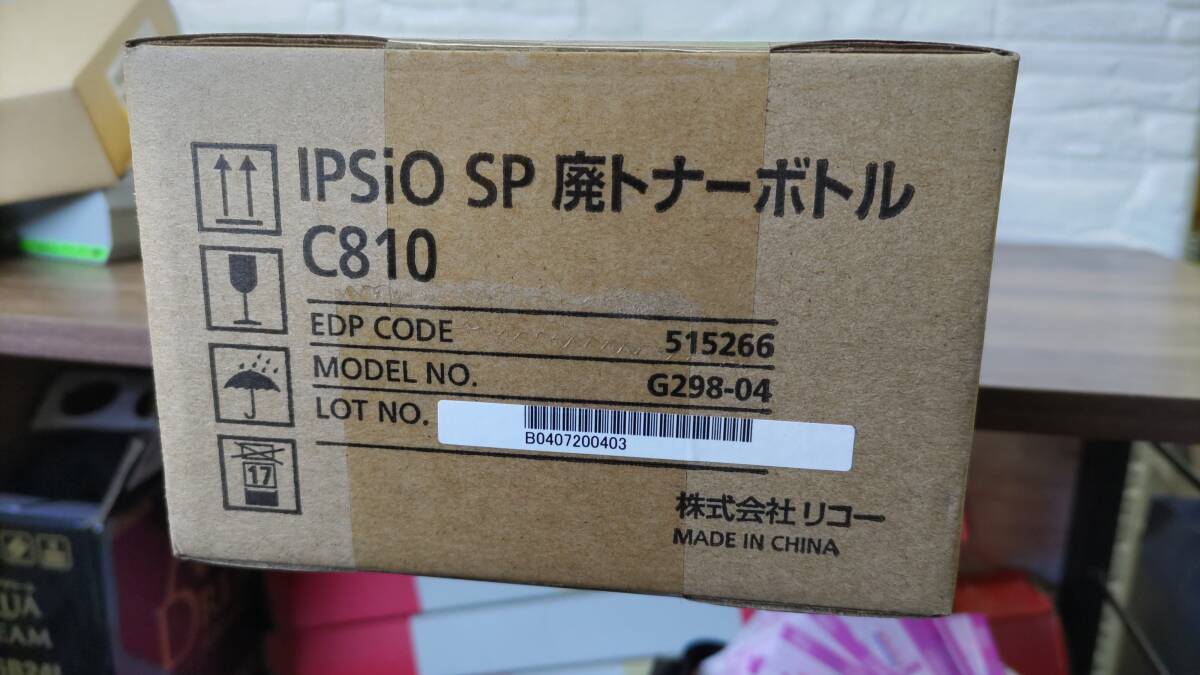 IPSiO SP 廃トナーボトル
C810
EDP CODE 515266
MODEL NO. G298-04
LOT NO.
B0407200403
17
株式会社 リコー
MADE IN CHINA